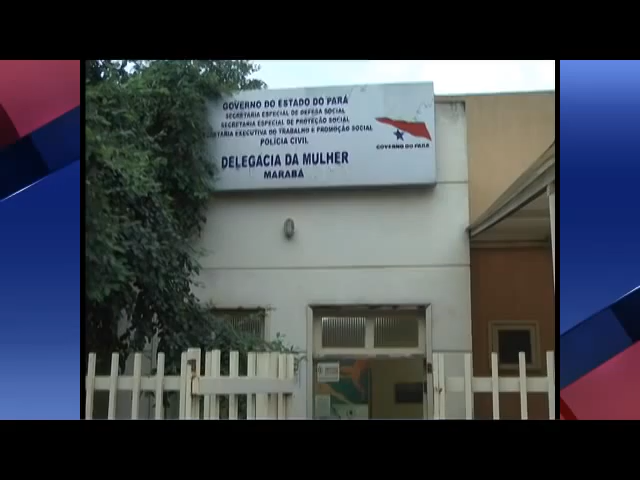 GOVERNO DO ESTADO DO PARÁ
SECRETARIA ESPECIAL DE DEFESA SOCIAL
SECRETARIA ESPECIAL DE PROTEÇÃO SOCIAL
EXECUTIVA DO TRABALHO E PROMOÇÃO SOCIAL
POLÍCIA CIVIL
DELEGACIA DA MULHER
MARABÁ
GOVERNO DO PARÁ